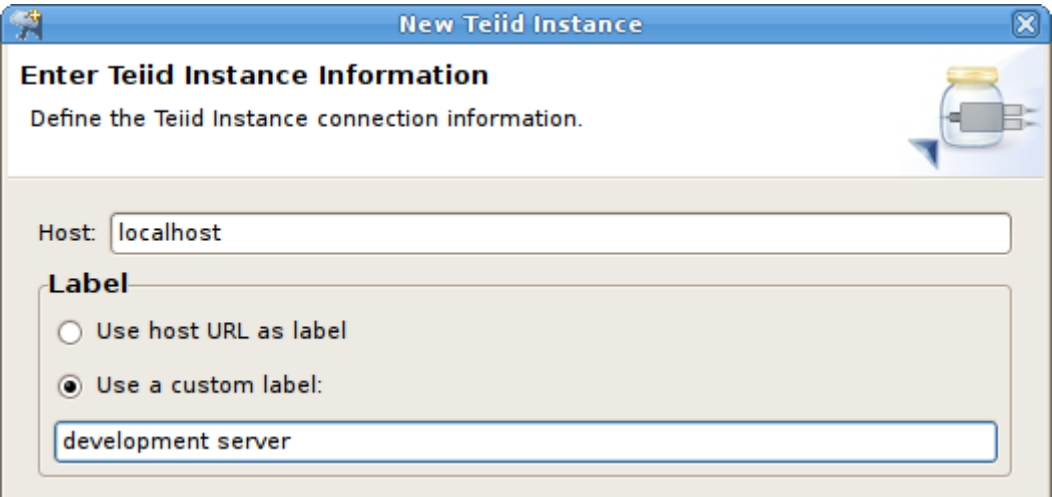 New Teiid Instance
Enter Teiid Instance Information
Define the Teiid Instance connection information.
Host: localhost
Label
Use host URL as label
Use a custom label:
development server